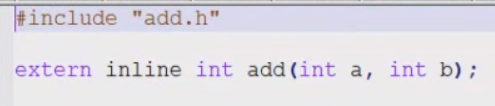 #include "add.h"
extern inline int add(int a, int b);